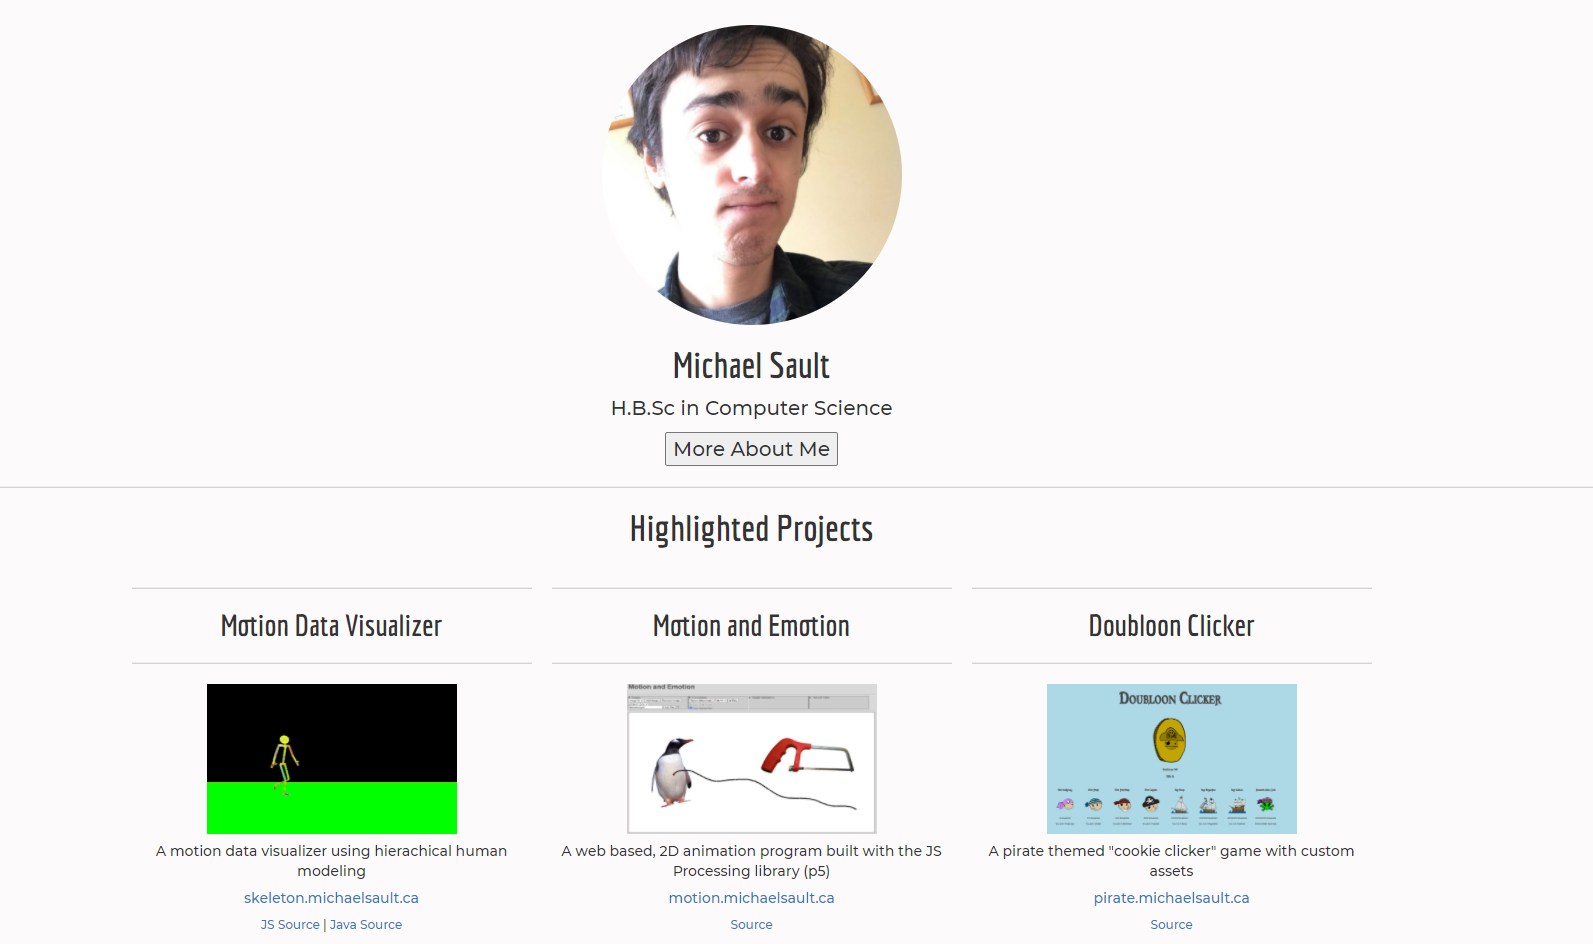 Michael Sault
H.B.Sc in Computer Science
More About Me
Highlighted Projects
Motion Data Visualizer
A motion data visualizer using hierachical human
modeling
skeleton.michaelsault.ca
JS Source | Java Source
Motion and Emotion
Motion and Emotion
A web based, 2D animation program built with the JS
Processing library (p5)
motion.michaelsault.ca
Source
Doubloon Clicker
Doubloon Clicker
A pirate themed "cookie clicker" game with custom
assets
pirate.michaelsault.ca
Source